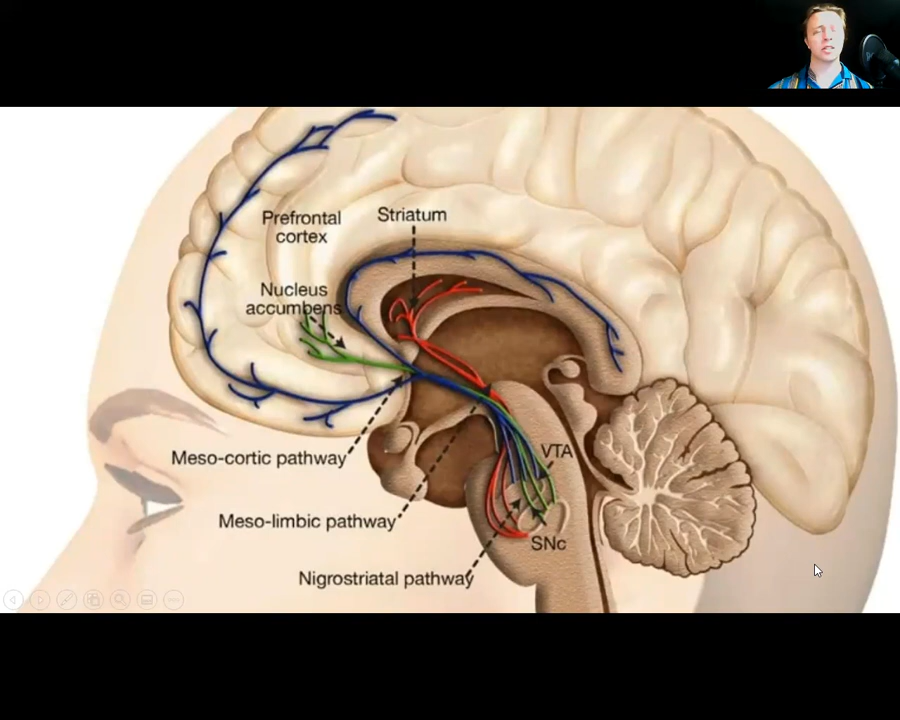 Prefrontal
cortex
Striatum
Nucleus
accumbens
Meso-cortic pathway
VTA
Meso-limbic pathway
SNc
Nigrostriatal pathway